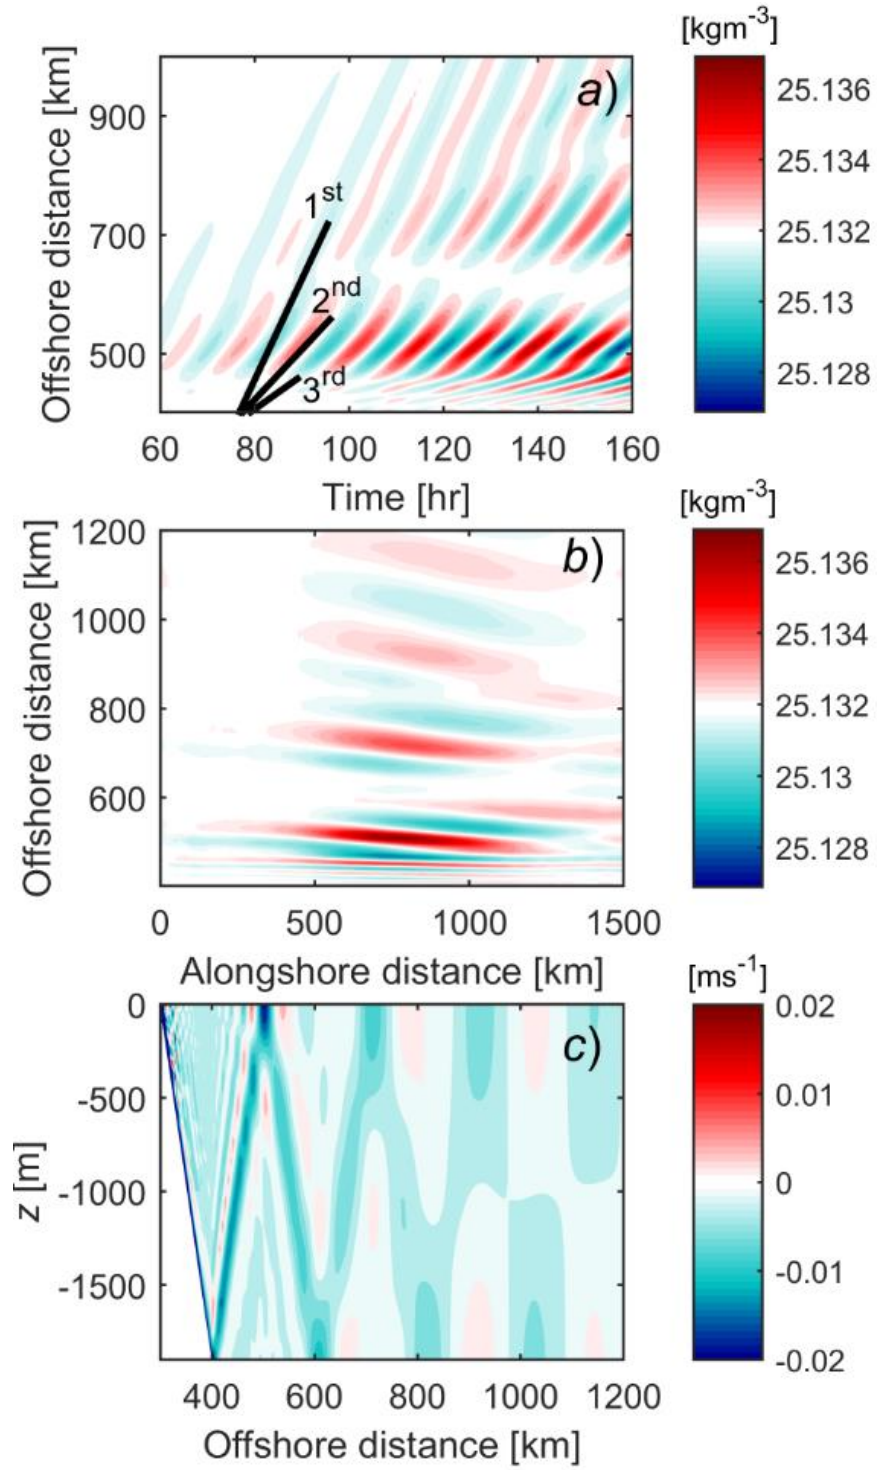 [kgm-3]
a)
25.136
900
25.134
1st
700
25.132
2nd
25.13
500
3rd
25.128
Offshore distance [km]
60 80 100 120 140 160
Time [hr]
[kgm-3]
1200
b)
25.136
1000
25.134
800
25.132
25.13
600
25.128
Offshore distance [km]
0 500 1000 1500
Alongshore distance [km]
[ms-1]
0
0.02
c)
-500
0.01
z [m]
-1000
0
-1500
-0.01
-0.02
400 600 800 1000 1200
Offshore distance [km]